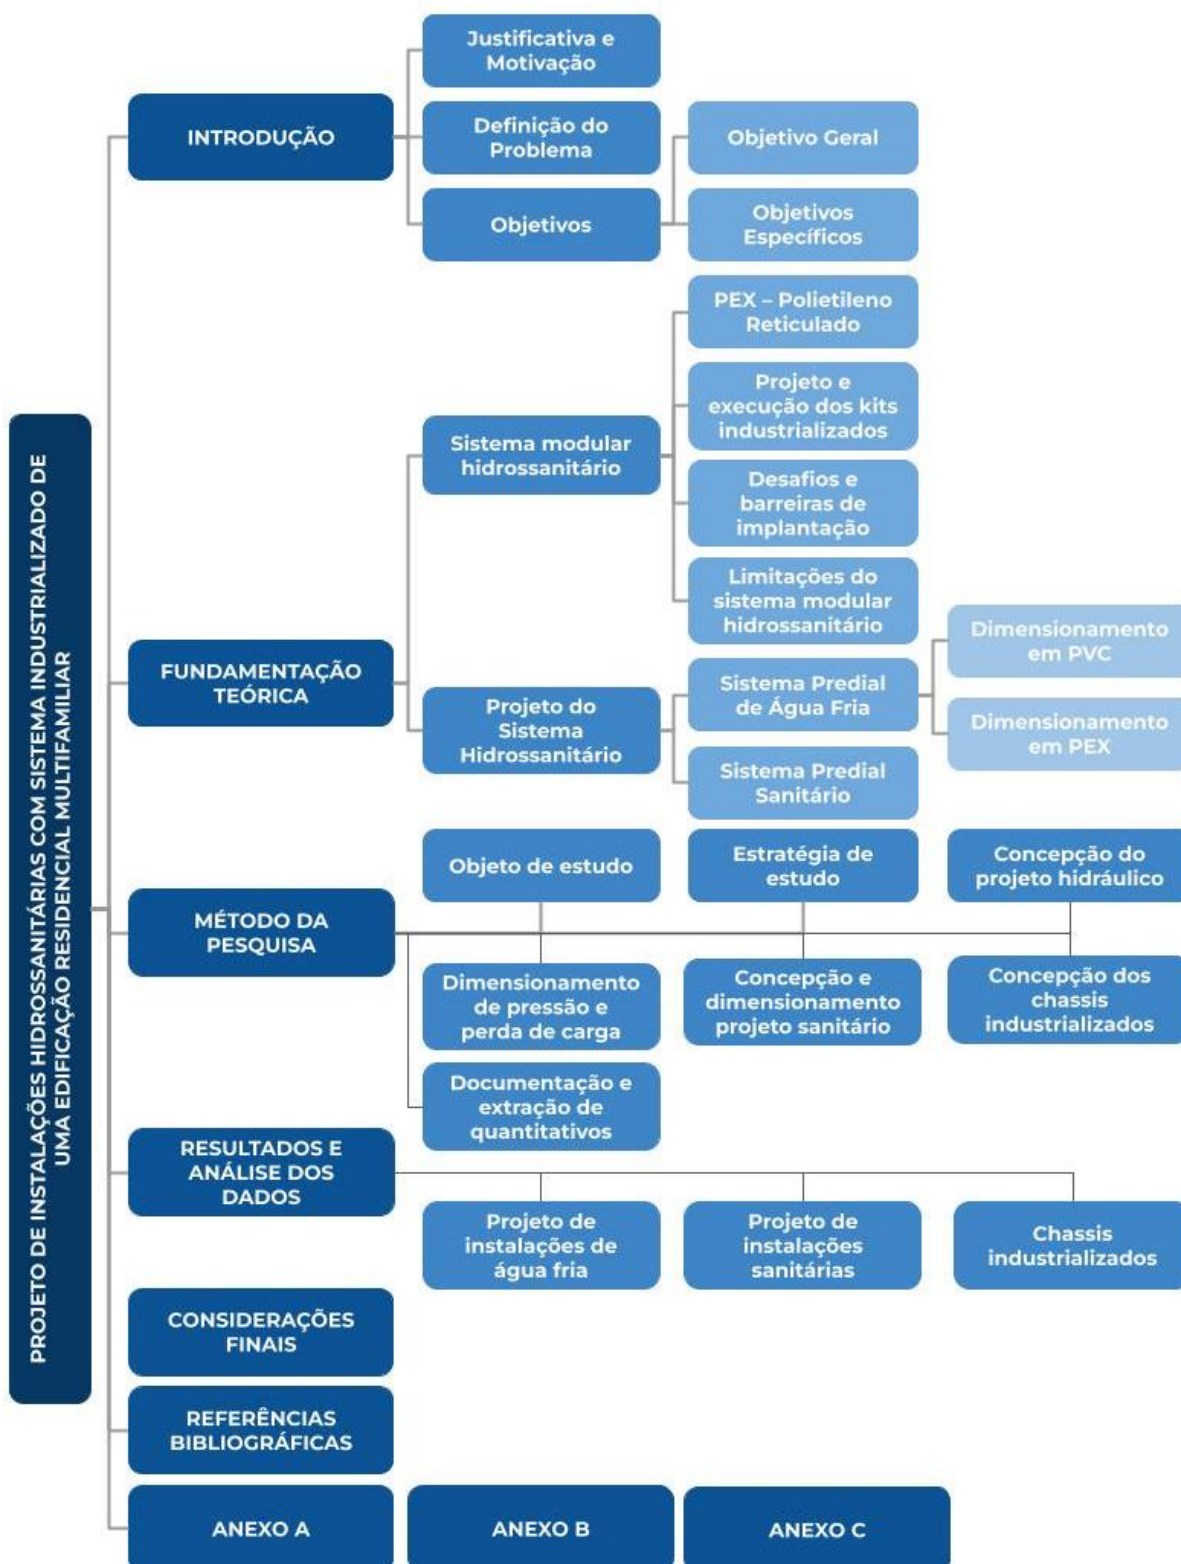 PROJETO DE INSTALAÇÕES HIDROSSANITÁRIAS COM SISTEMA INDUSTRIALIZADO DE
UMA EDIFICAÇÃO RESIDENCIAL MULTIFAMILIAR
INTRODUÇÃO
Justificativa e
Motivação
Definição do
Problema
Objetivos
Objetivo Geral
Objetivos
Específicos
FUNDAMENTAÇÃO
TEÓRICA
Sistema modular
hidrossanitário
PEX – Polietileno
Reticulado
Projeto e
execução dos kits
industrializados
Desafios e
barreiras de
implantação
Limitações do
sistema modular
hidrossanitário
Projeto do
Sistema
Hidrossanitário
Sistema Predial
de Água Fria
Dimensionamento
em PVC
Dimensionamento
em PEX
Sistema Predial
Sanitário
MÉTODO DA
PESQUISA
Objeto de estudo
Estratégia de
estudo
Concepção do
projeto hidráulico
Dimensionamento
de pressão e
perda de carga
Concepção e
dimensionamento
projeto sanitário
Concepção dos
chassis
industrializados
Documentação e
extração de
quantitativos
RESULTADOS E
ANÁLISE DOS
DADOS
Projeto de
instalações de
água fria
Projeto de
instalações
sanitárias
Chassis
industrializados
CONSIDERAÇÕES
FINAIS
REFERÊNCIAS
BIBLIOGRÁFICAS
ANEXO A
ANEXO B
ANEXO C